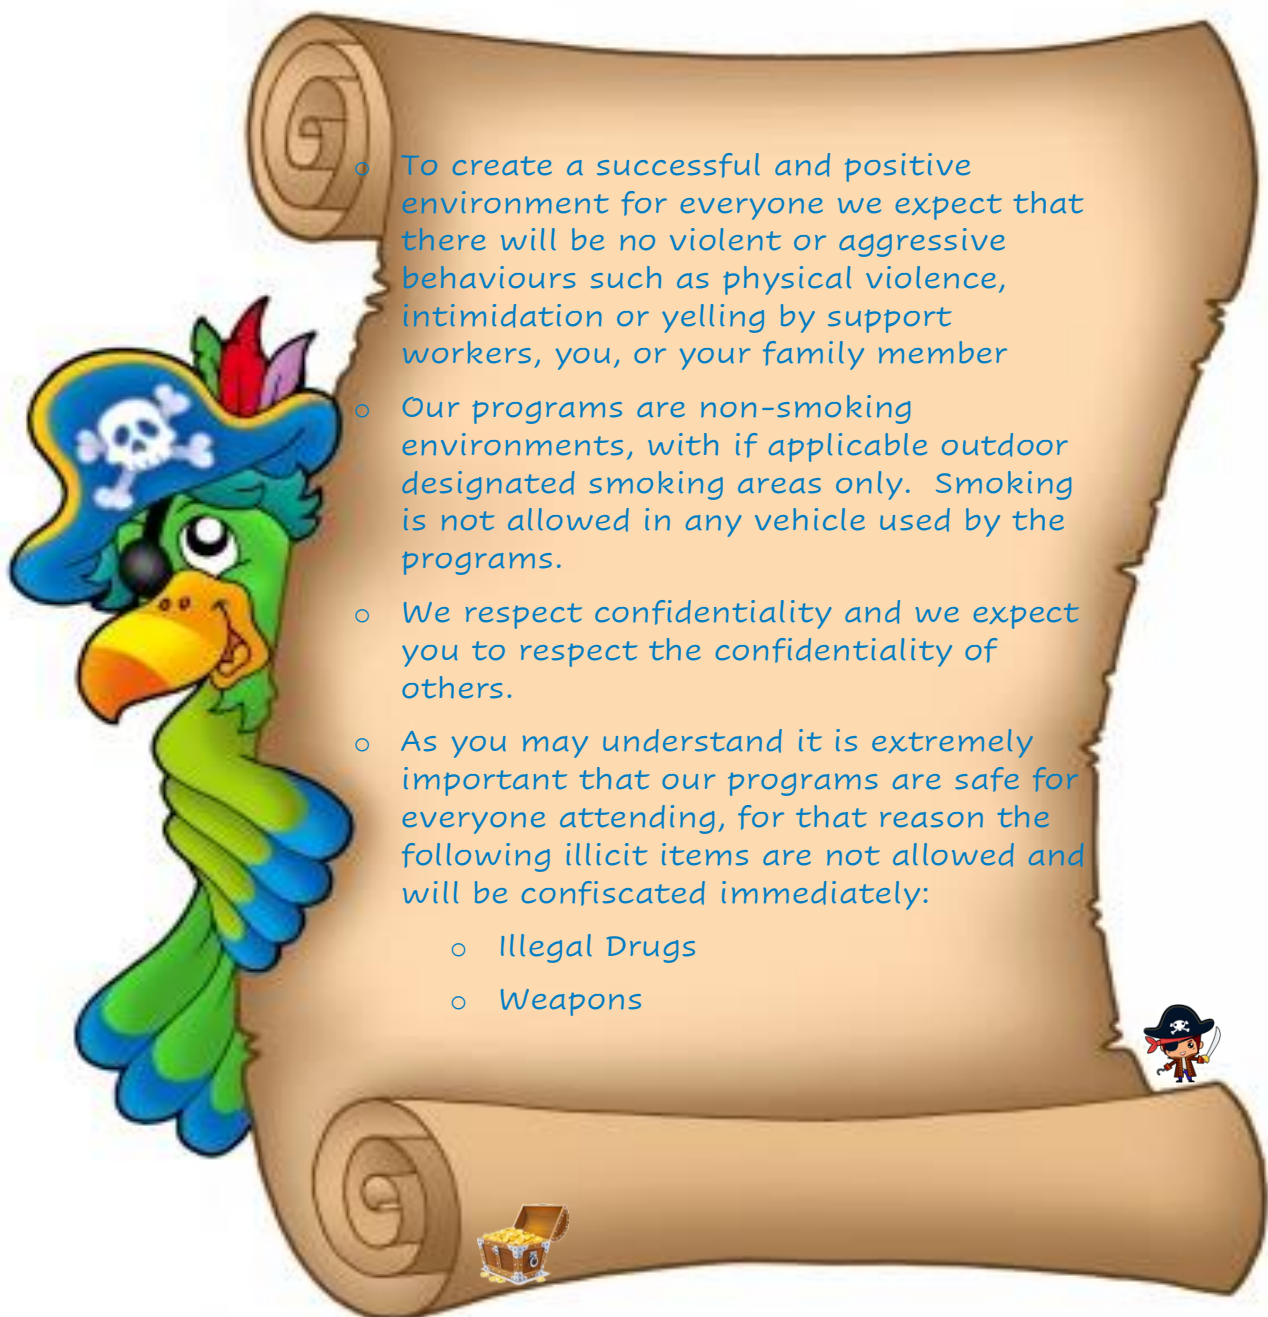 o To create a successful and positive
environment for everyone we expect that
there will be no violent or aggressive
behaviours such as physical violence,
intimidation or yelling by support
workers, you, or your family member
o Our programs are non-smoking
environments, with if applicable outdoor
designated smoking areas only.  Smoking
is not allowed in any vehicle used by the
programs.
o We respect confidentiality and we expect
you to respect the confidentiality of
others.
o As you may understand it is extremely
important that our programs are safe for
everyone attending, for that reason the
following illicit items are not allowed and
will be confiscated immediately:
o Illegal Drugs
o Weapons